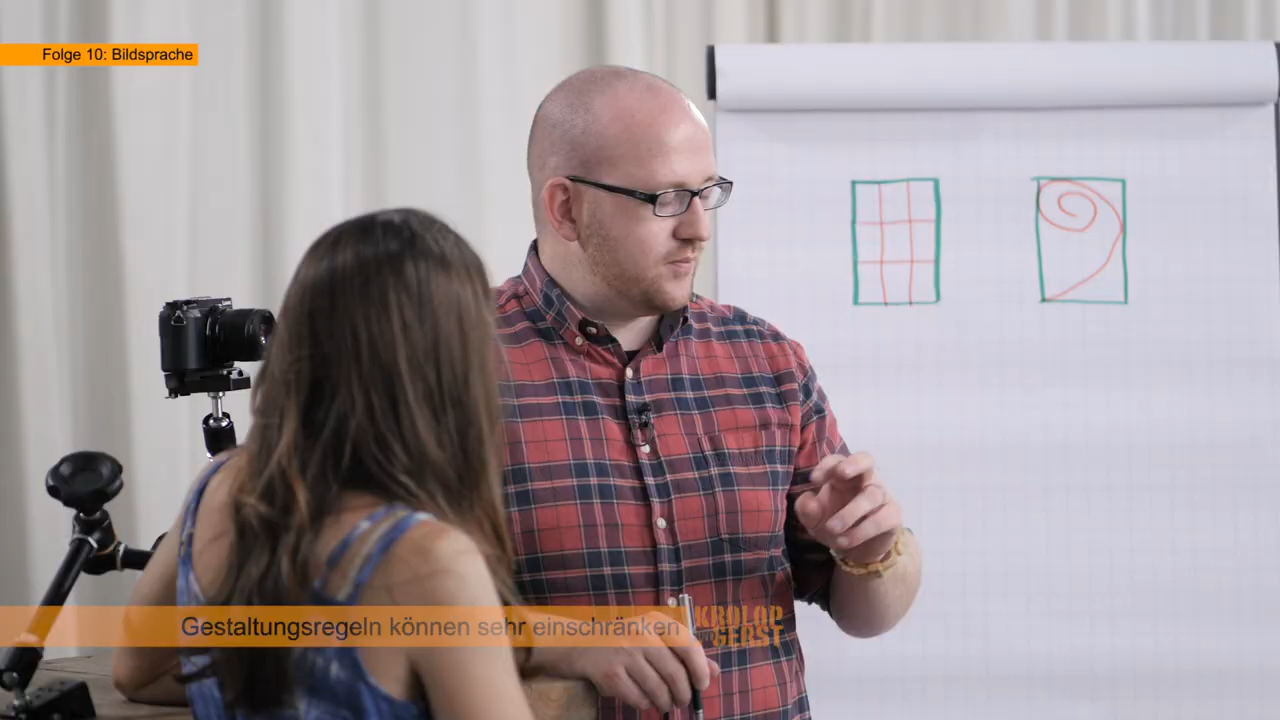 Folge 10: Bildsprache
Gestaltungsregeln können sehr einschränken
KROLOP
GERST